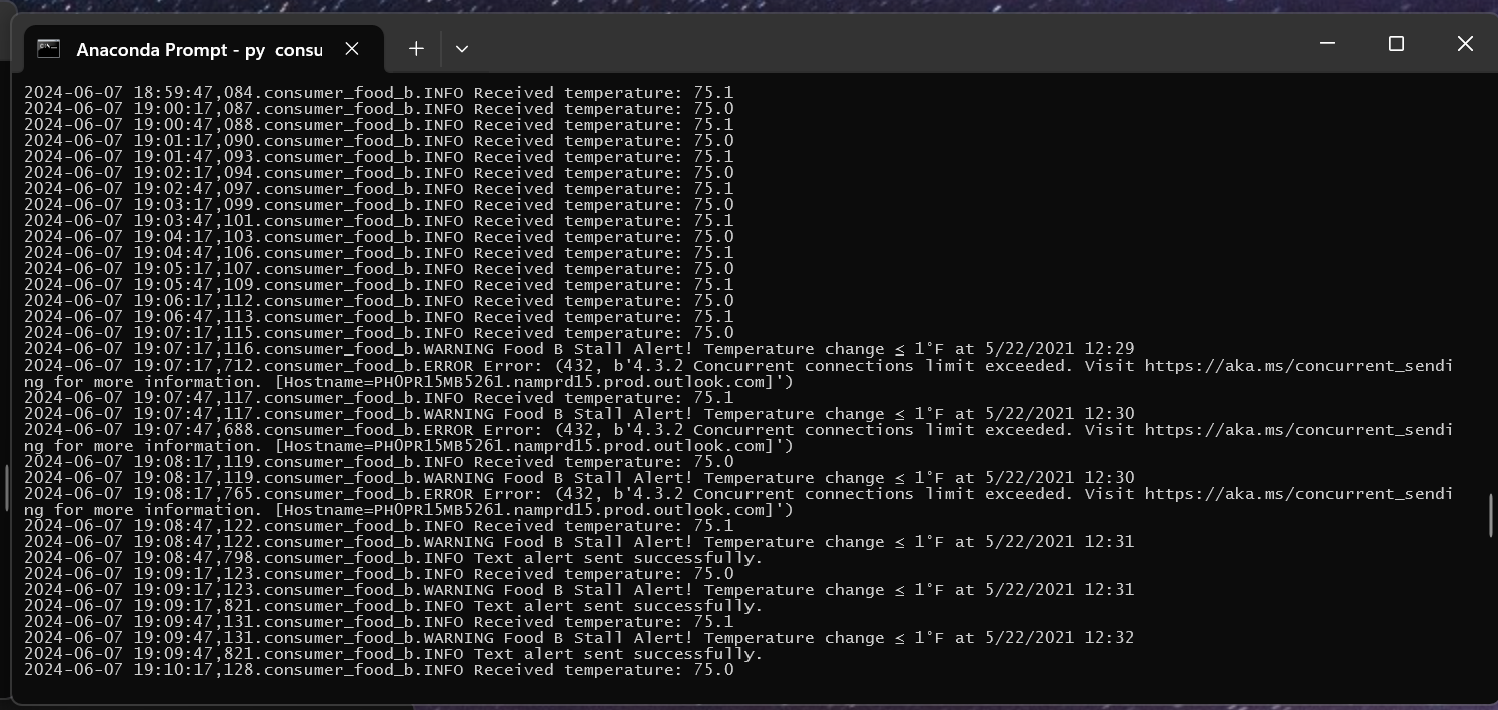 Anaconda Prompt - py  consu
2024-06-07 18:59:47,084.consumer_food_b.INFO Received temperature: 75.1
2024-06-07 19:00:17,087.consumer_food_b.INFO Received temperature: 75.0
2024-06-07 19:00:47,088.consumer_food_b.INFO Received temperature: 75.1
2024-06-07 19:01:17,090.consumer_food_b.INFO Received temperature: 75.0
2024-06-07 19:01:47,093.consumer_food_b.INFO Received temperature: 75.1
2024-06-07 19:02:17,094.consumer_food_b.INFO Received temperature: 75.0
2024-06-07 19:02:47,097.consumer_food_b.INFO Received temperature: 75.1
2024-06-07 19:03:17,099.consumer_food_b.INFO Received temperature: 75.0
2024-06-07 19:03:47,101.consumer_food_b.INFO Received temperature: 75.1
2024-06-07 19:04:17,103.consumer_food_b.INFO Received temperature: 75.0
2024-06-07 19:04:47,106.consumer_food_b.INFO Received temperature: 75.1
2024-06-07 19:05:17,107.consumer_food_b.INFO Received temperature: 75.0
2024-06-07 19:05:47,109.consumer_food_b.INFO Received temperature: 75.1
2024-06-07 19:06:17,112.consumer_food_b.INFO Received temperature: 75.0
2024-06-07 19:06:47,113.consumer_food_b.INFO Received temperature: 75.1
2024-06-07 19:07:17,115.consumer_food_b.INFO Received temperature: 75.0
2024-06-07 19:07:17,116.consumer_food_b.WARNING Food B Stall Alert! Temperature change ≤ 1°F at 5/22/2021 12:29
2024-06-07 19:07:17,712.consumer_food_b.ERROR Error: (432, b'4.3.2 Concurrent connections limit exceeded. Visit https://aka.ms/concurrent_sendi
ng for more information. [Hostname=PH0PR15MB5261.namprd15.prod.outlook.com]')
2024-06-07 19:07:47,117.consumer_food_b.INFO Received temperature: 75.1
2024-06-07 19:07:47,117.consumer_food_b.WARNING Food B Stall Alert! Temperature change ≤ 1°F at 5/22/2021 12:30
2024-06-07 19:07:47,688.consumer_food_b.ERROR Error: (432, b'4.3.2 Concurrent connections limit exceeded. Visit https://aka.ms/concurrent_sendi
ng for more information. [Hostname=PH0PR15MB5261.namprd15.prod.outlook.com]')
2024-06-07 19:08:17,119.consumer_food_b.INFO Received temperature: 75.0
2024-06-07 19:08:17,119.consumer_food_b.WARNING Food B Stall Alert! Temperature change ≤ 1°F at 5/22/2021 12:30
2024-06-07 19:08:17,765.consumer_food_b.ERROR Error: (432, b'4.3.2 Concurrent connections limit exceeded. Visit https://aka.ms/concurrent_sendi
ng for more information. [Hostname=PH0PR15MB5261.namprd15.prod.outlook.com]')
2024-06-07 19:08:47,122.consumer_food_b.INFO Received temperature: 75.1
2024-06-07 19:08:47,122.consumer_food_b.WARNING Food B Stall Alert! Temperature change ≤ 1°F at 5/22/2021 12:31
2024-06-07 19:08:47,798.consumer_food_b.INFO Text alert sent successfully.
2024-06-07 19:09:17,123.consumer_food_b.INFO Received temperature: 75.0
2024-06-07 19:09:17,123.consumer_food_b.WARNING Food B Stall Alert! Temperature change ≤ 1°F at 5/22/2021 12:31
2024-06-07 19:09:17,821.consumer_food_b.INFO Text alert sent successfully.
2024-06-07 19:09:47,131.consumer_food_b.INFO Received temperature: 75.1
2024-06-07 19:09:47,131.consumer_food_b.WARNING Food B Stall Alert! Temperature change ≤ 1°F at 5/22/2021 12:32
2024-06-07 19:09:47,821.consumer_food_b.INFO Text alert sent successfully.
2024-06-07 19:10:17,128.consumer_food_b.INFO Received temperature: 75.0